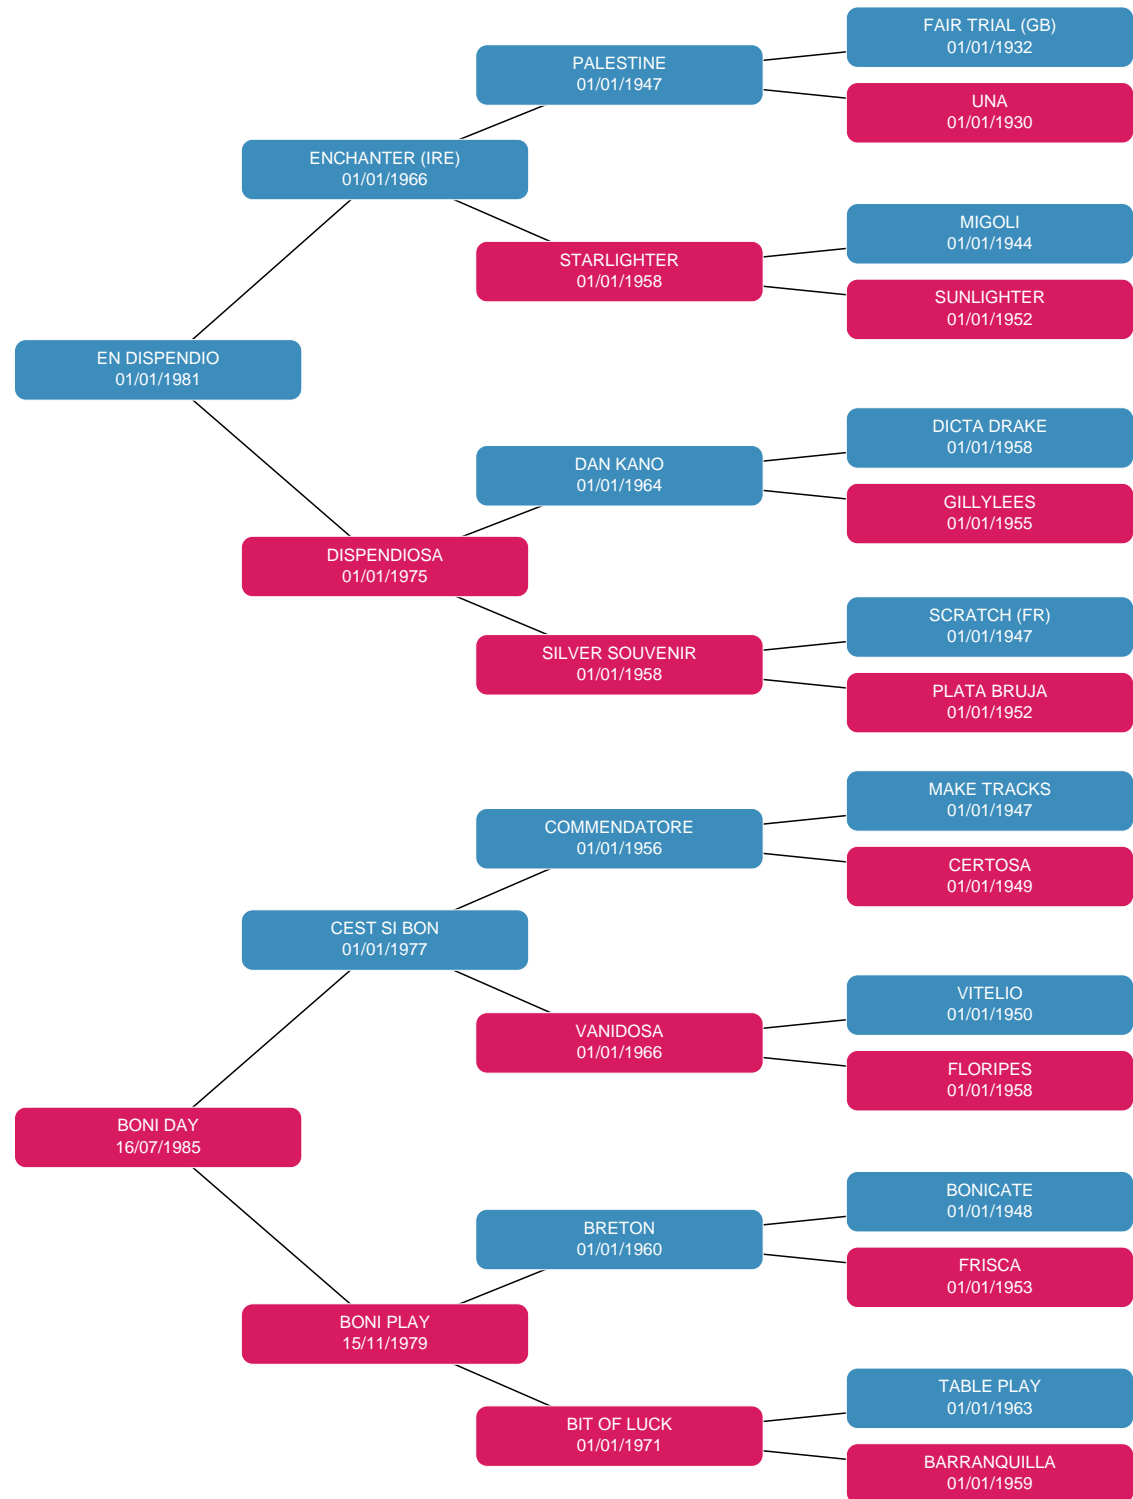 FAIR TRIAL (GB)
01/01/1932
PALESTINE
01/01/1947
UNA
01/01/1930
ENCHANTER (IRE)
01/01/1966
MIGOLI
01/01/1944
STARLIGHTER
01/01/1958
SUNLIGHTER
01/01/1952
EN DISPENDIO
01/01/1981
DICTA DRAKE
01/01/1958
DAN KANO
01/01/1964
GILLYLEES
01/01/1955
DISPENDIOSA
01/01/1975
SCRATCH (FR)
01/01/1947
SILVER SOUVENIR
01/01/1958
PLATA BRUJA
01/01/1952
MAKE TRACKS
01/01/1947
COMMENDATORE
01/01/1956
CERTOSA
01/01/1949
CEST SI BON
01/01/1977
VITELIO
01/01/1950
VANIDOSA
01/01/1966
FLORIPES
01/01/1958
BONI DAY
16/07/1985
BONICATE
01/01/1948
BRETON
01/01/1960
FRISCA
01/01/1953
BONI PLAY
15/11/1979
TABLE PLAY
01/01/1963
BIT OF LUCK
01/01/1971
BARRANQUILLA
01/01/1959